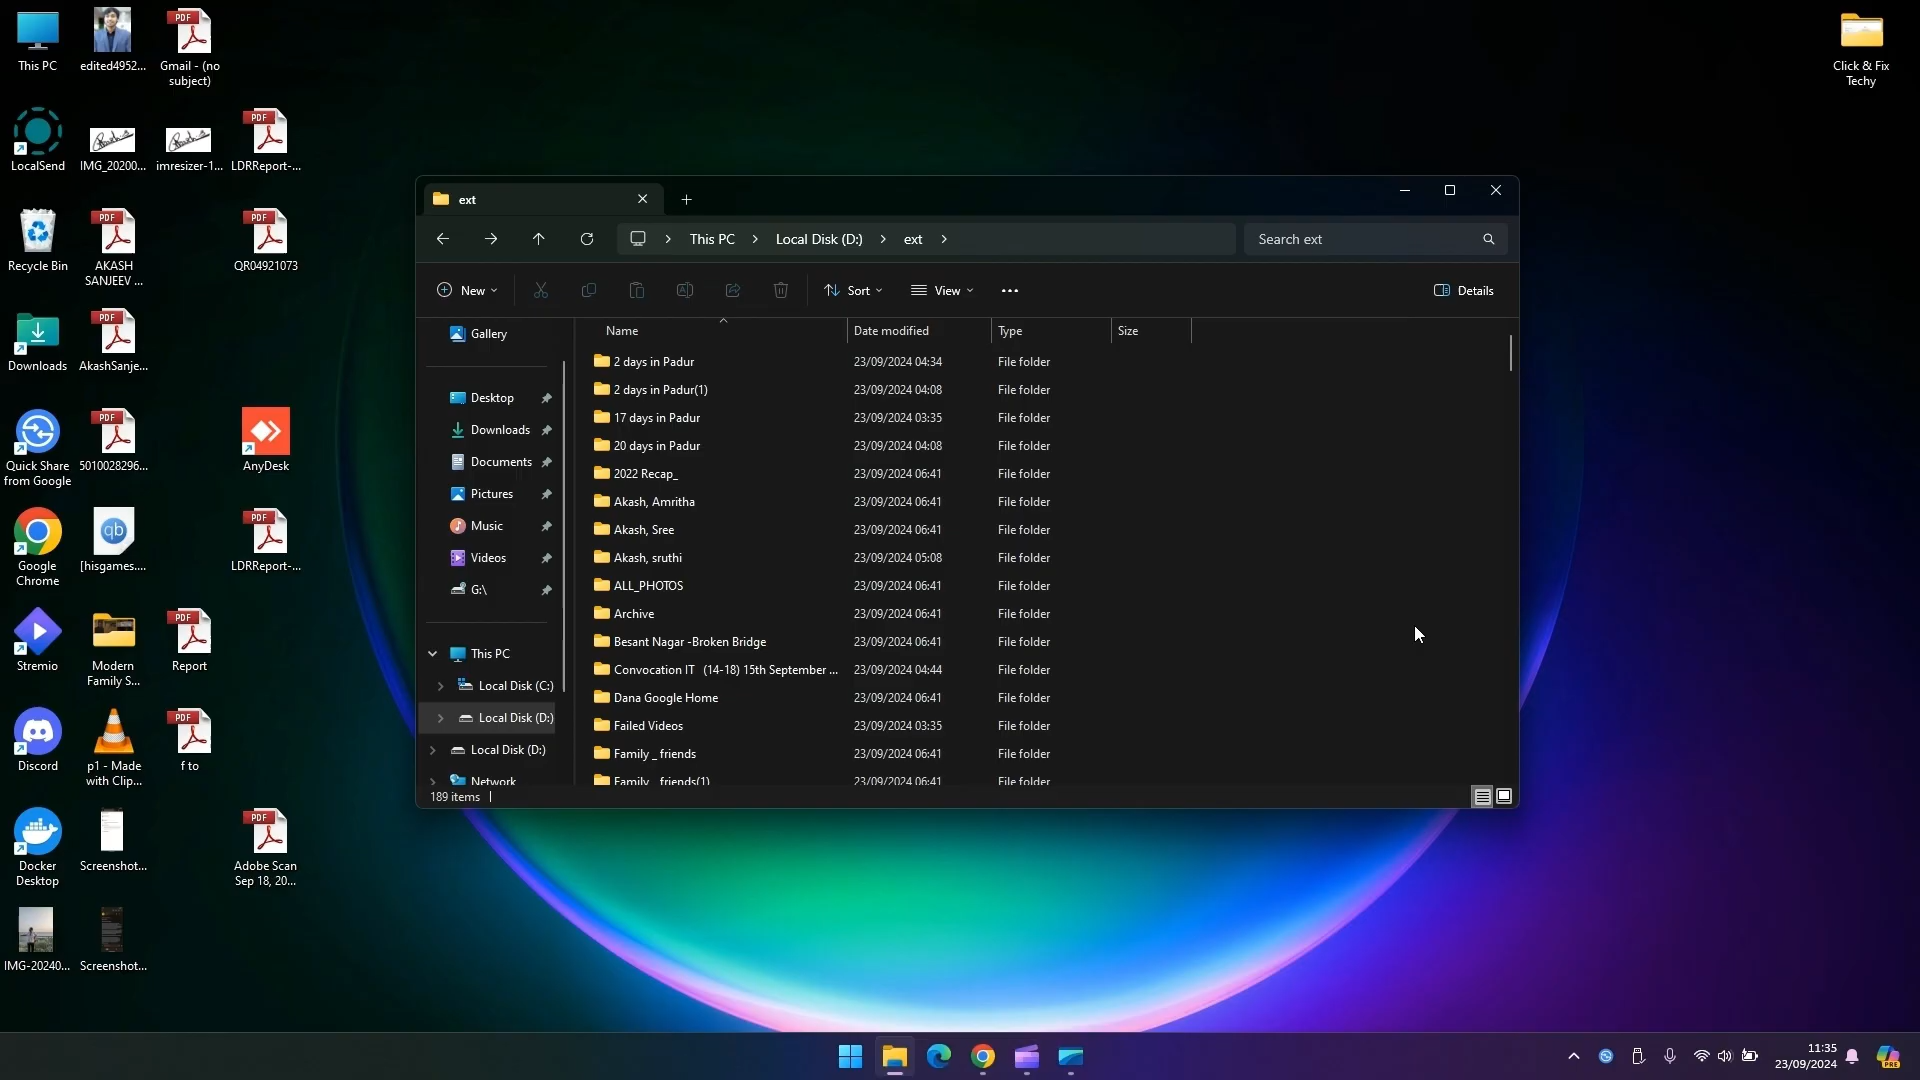 This PC
edited4952...
Gmail - (no
subject)
Click & Fix
Techy
LocalSend
IMG_20200...
imresizer-1...
LDRReport-...
Recycle Bin
AKASH
SANJEEV ...
QR04921073
Downloads
AkashSanje...
Quick Share
from Google
5010028296...
AnyDesk
Google
Chrome
[hisgames....
LDRReport-...
Stremio
Modern
Family S...
Report
Discord
p1 - Made
with Clip...
f to
Docker
Desktop
Screenshot...
Adobe Scan
Sep 18, 20...
IMG-20240...
Screenshot...
ext
This PC
Local Disk (D:)
ext
Search ext
New
Sort
View
Details
Gallery
Desktop
Downloads
Documents
Pictures
Music
Videos
G:\
This PC
Local Disk (C:)
Local Disk (D:)
Local Disk (D:)
Network
Name Date modified Type Size
2 days in Padur 23/09/2024 04:34 File folder
2 days in Padur(1) 23/09/2024 04:08 File folder
17 days in Padur 23/09/2024 03:35 File folder
20 days in Padur 23/09/2024 04:08 File folder
2022 Recap_ 23/09/2024 06:41 File folder
Akash, Amritha 23/09/2024 06:41 File folder
Akash, Sree 23/09/2024 06:41 File folder
Akash, sruthi 23/09/2024 05:08 File folder
ALL_PHOTOS 23/09/2024 06:41 File folder
Archive 23/09/2024 06:41 File folder
Besant Nagar -Broken Bridge 23/09/2024 06:41 File folder
Convocation IT (14-18) 15th September ... 23/09/2024 04:44 File folder
Dana Google Home 23/09/2024 06:41 File folder
Failed Videos 23/09/2024 03:35 File folder
Family _ friends 23/09/2024 06:41 File folder
Family _ friends(1) 23/09/2024 06:41 File folder
189 items
11:35
23/09/2024
PRE